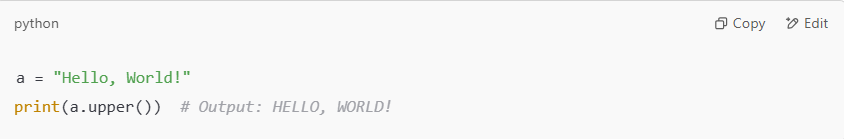 python Copy Edit
a = "Hello, World!"
print(a.upper())  # Output: HELLO, WORLD!